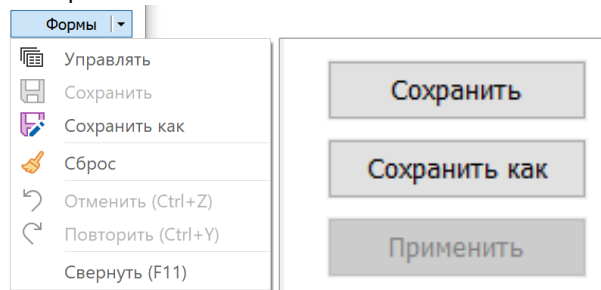 Формы
Управлять
Сохранить
Сохранить как
Сброс
Отменить (Ctrl+Z)
Повторить (Ctrl+Y)
Свернуть (F11)
Сохранить
Сохранить как
Применить